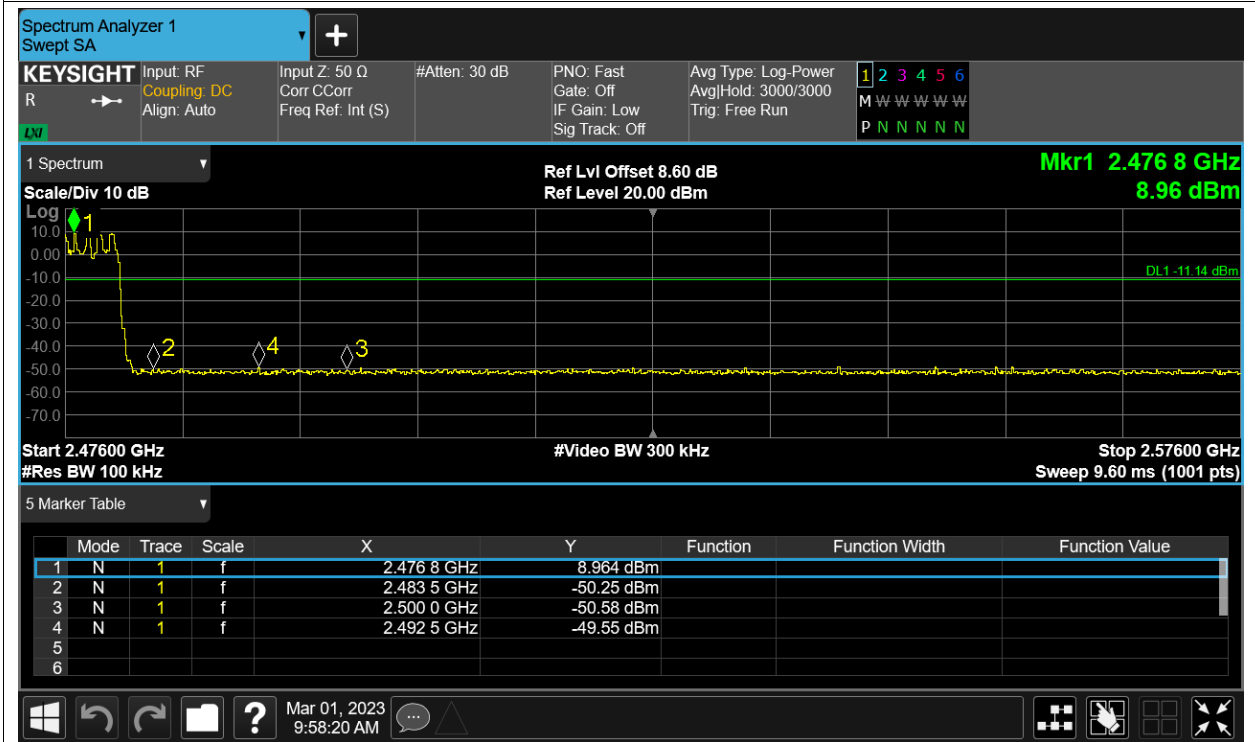 Spectrum Analyzer 1
Swept SA
+
KEYSIGHT Input: RF Input Z: 50 Ω #Atten: 30 dB PNO: Fast Avg Type: Log-Power 1 2 3 4 5 6
R Coupling: DC Corr CCorr Gate: Off Avg|Hold: 3000/3000 M W W W W W
Align: Auto Freq Ref: Int (S) IF Gain: Low Trig: Free Run
LXI Sig Track: Off P N N N N N
1 Spectrum Ref Lvl Offset 8.60 dB Mkr1 2.476 8 GHz
Scale/Div 10 dB Ref Level 20.00 dBm 8.96 dBm
Log
1
10.0
0.00
-10.0 DL1 -11.14 dBm
-20.0
-30.0
-40.0 2 4 3
-50.0
-60.0
-70.0
Start 2.47600 GHz #Video BW 300 kHz Stop 2.57600 GHz
#Res BW 100 kHz Sweep 9.60 ms (1001 pts)
5 Marker Table
Mode Trace Scale X Y Function Function Width Function Value
1 N 1 f 2.476 8 GHz 8.964 dBm
2 N 1 f 2.483 5 GHz -50.25 dBm
3 N 1 f 2.500 0 GHz -50.58 dBm
4 N 1 f 2.492 5 GHz -49.55 dBm
5
6
? Mar 01, 2023
9:58:20 AM